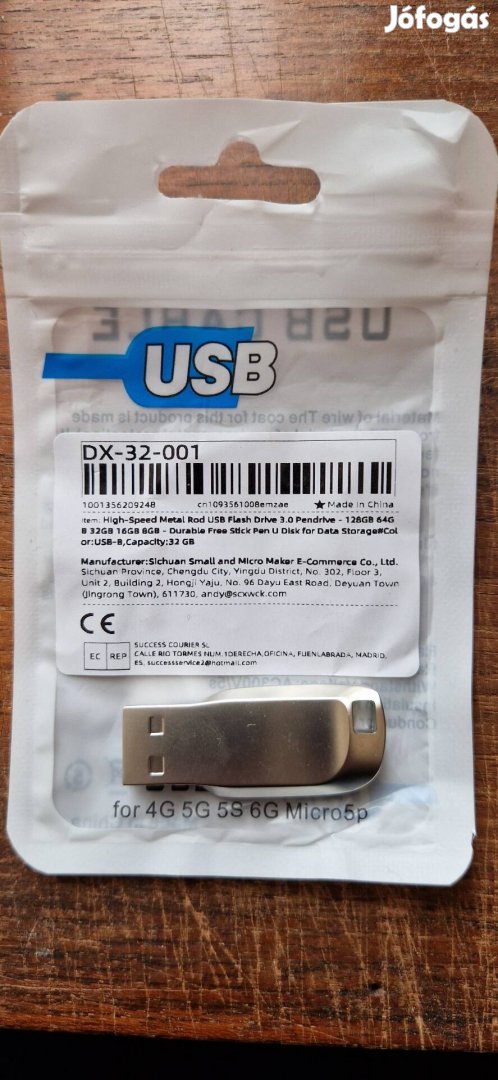 Jófogás
USB CABLE
USB
DX-32-001
1001356209248 cn1093561008emzae ★ Made in China
Item: High-Speed Metal Rod USB Flash Drive 3.0 Pendrive - 128GB 64G
B 32GB 16GB 8GB - Durable Free Stick Pen U Disk for Data Storage#Col
or:USB-B,Capacity:32 GB
Manufacturer:Sichuan Small and Micro Maker E-Commerce Co., Ltd.
Sichuan Province, Chengdu City, Yingdu District, No. 302, Floor 3,
Unit 2, Building 2, Hongji Yaju, No. 96 Dayu East Road, Deyuan Town
(Jingrong Town), 611730, andy@scxwck.com
CE
EC REP
SUCCESS COURIER SL
CALLE RIO TORMES NUM.1DERECHA,OFICINA, FUENLABRADA, MADRID,
ES, successservice2@hotmail.com
for 4G 5G 5S 6G Micro5p